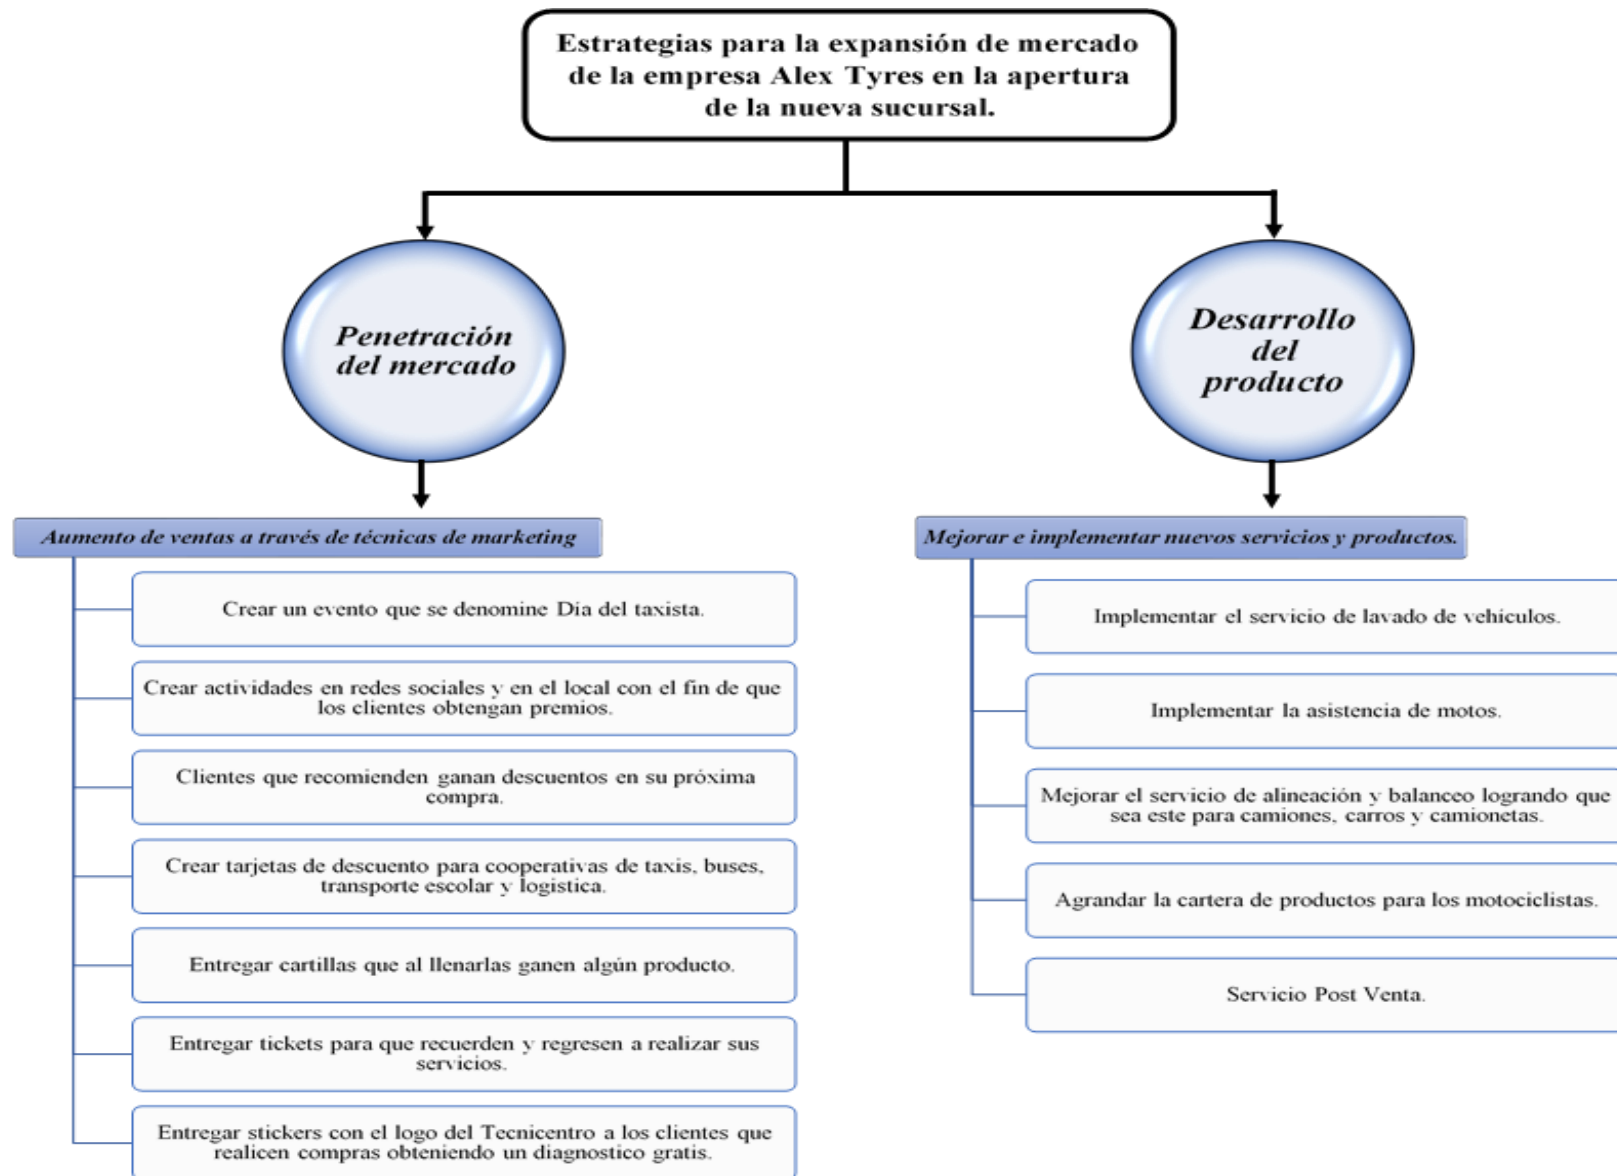 Estrategias para la expansión de mercado
de la empresa Alex Tyres en la apertura
de la nueva sucursal.
Penetración
del mercado
Aumento de ventas a través de técnicas de marketing
Crear un evento que se denomine Día del taxista.
Crear actividades en redes sociales y en el local con el fin de que
los clientes obtengan premios.
Clientes que recomienden ganan descuentos en su próxima
compra.
Crear tarjetas de descuento para cooperativas de taxis, buses,
transporte escolar y logistica.
Entregar cartillas que al llenarlas ganen algún producto.
Entregar tickets para que recuerden y regresen a realizar sus
servicios.
Entregar stickers con el logo del Tecnicentro a los clientes que
realicen compras obteniendo un diagnostico gratis.
Desarrollo
del
producto
Mejorar e implementar nuevos servicios y productos.
Implementar el servicio de lavado de vehículos.
Implementar la asistencia de motos.
Mejorar el servicio de alineación y balanceo logrando que
sea este para camiones, carros y camionetas.
Agrandar la cartera de productos para los motociclistas.
Servicio Post Venta.